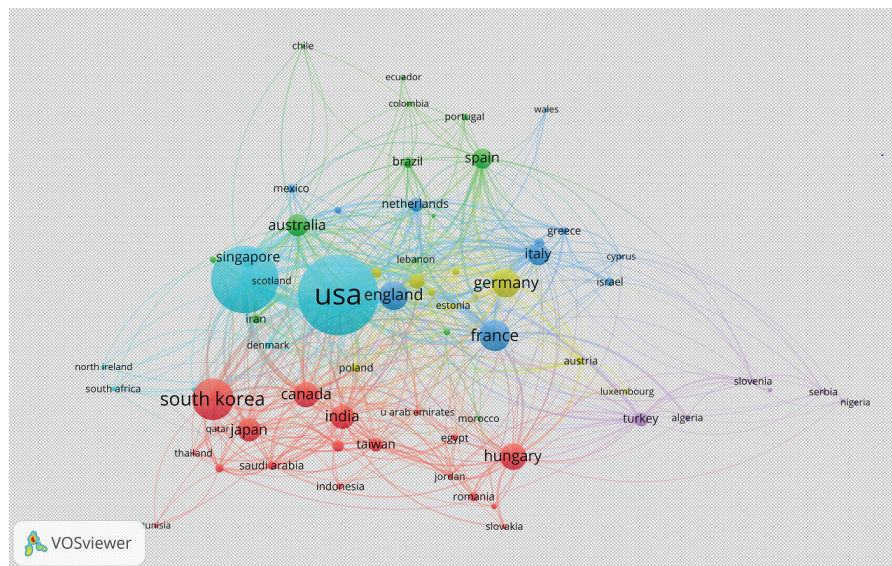 chile
ecuador
colombia
portugal
wales
brazil
spain
mexico
netherlands
australia
greece
singapore
lebanon
italy
cyprus
scotland
usa
england
germany
israel
estonia
iran
denmark
france
north ireland
poland
austria
south africa
slovenia
south korea
canada
luxembourg
serbia
nigeria
india
u arab emirates
morocco
turkey
algeria
qatar
japan
taiwan
egypt
thailand
saudi arabia
hungary
indonesia
jordan
romania
tunisia
slovakia
VOSviewer